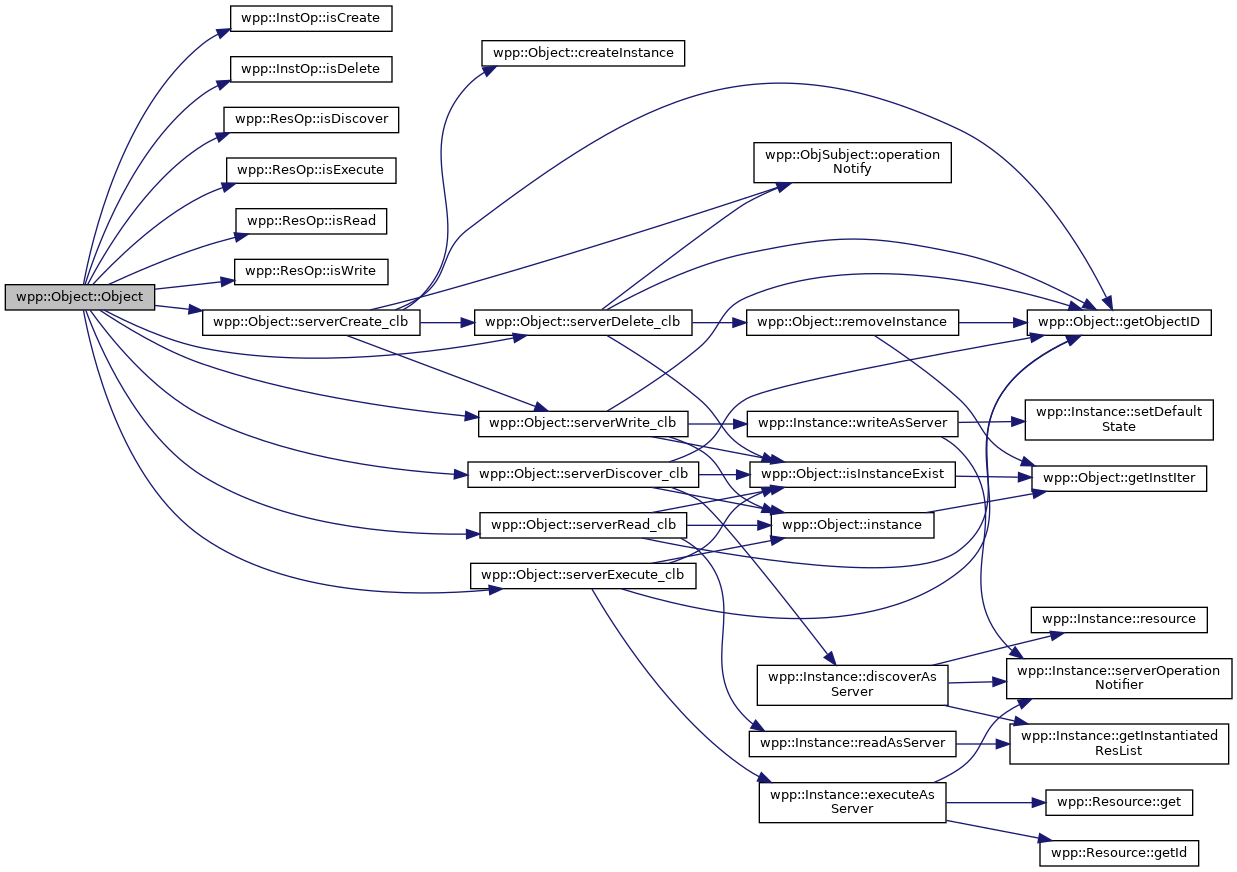 wpp::InstOp::isCreate
wpp::Object::createInstance
wpp::InstOp::isDelete
wpp::ResOp::isDiscover
wpp::ObjSubject::operation
Notify
wpp::ResOp::isExecute
wpp::ResOp::isRead
wpp::ResOp::isWrite
wpp::Object::Object
wpp::Object::serverCreate_clb
wpp::Object::serverDelete_clb
wpp::Object::removeInstance
wpp::Object::getObjectID
wpp::Object::serverWrite_clb
wpp::Instance::writeAsServer
wpp::Instance::setDefault
State
wpp::Object::serverDiscover_clb
wpp::Object::isInstanceExist
wpp::Object::getInstIter
wpp::Object::serverRead_clb
wpp::Object::instance
wpp::Object::serverExecute_clb
wpp::Instance::resource
wpp::Instance::discoverAs
Server
wpp::Instance::serverOperation
Notifier
wpp::Instance::readAsServer
wpp::Instance::getInstantiated
ResList
wpp::Instance::executeAs
Server
wpp::Resource::get
wpp::Resource::getId